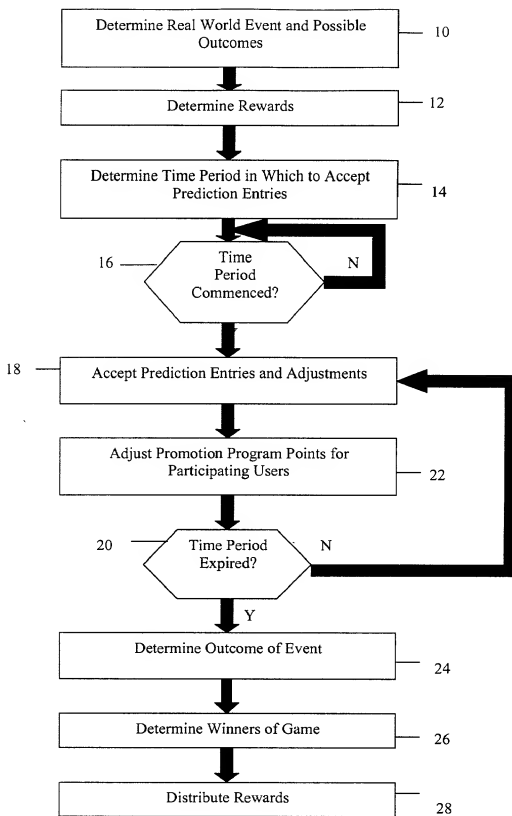 Determine Real World Event and Possible
Outcomes
10
Determine Rewards
12
Determine Time Period in Which to Accept
Prediction Entries
14
16
Time
Period
Commenced?
N
18
Accept Prediction Entries and Adjustments
Adjust Promotion Program Points for
Participating Users
22
20
Time Period
Expired?
N
Y
Determine Outcome of Event
24
Determine Winners of Game
26
Distribute Rewards
28